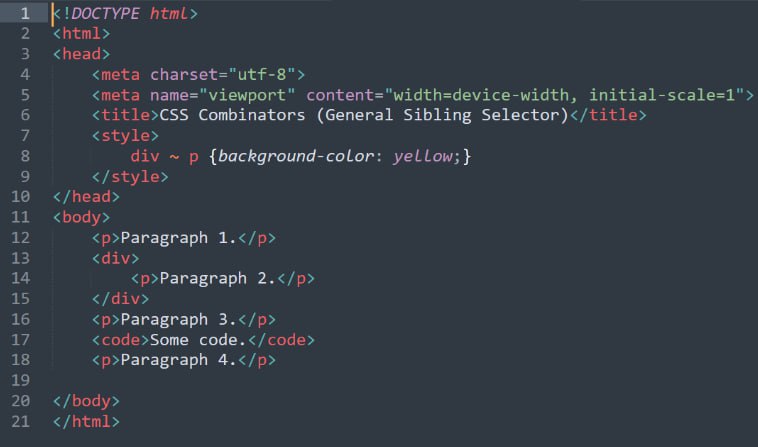 1 <!DOCTYPE html>
2 <html>
3 <head>
4     <meta charset="utf-8">
5     <meta name="viewport" content="width=device-width, initial-scale=1">
6     <title>CSS Combinators (General Sibling Selector)</title>
7     <style>
8         div ~ p {background-color: yellow;}
9     </style>
10 </head>
11 <body>
12     <p>Paragraph 1.</p>
13     <div>
14         <p>Paragraph 2.</p>
15     </div>
16     <p>Paragraph 3.</p>
17     <code>Some code.</code>
18     <p>Paragraph 4.</p>
19
20 </body>
21 </html>